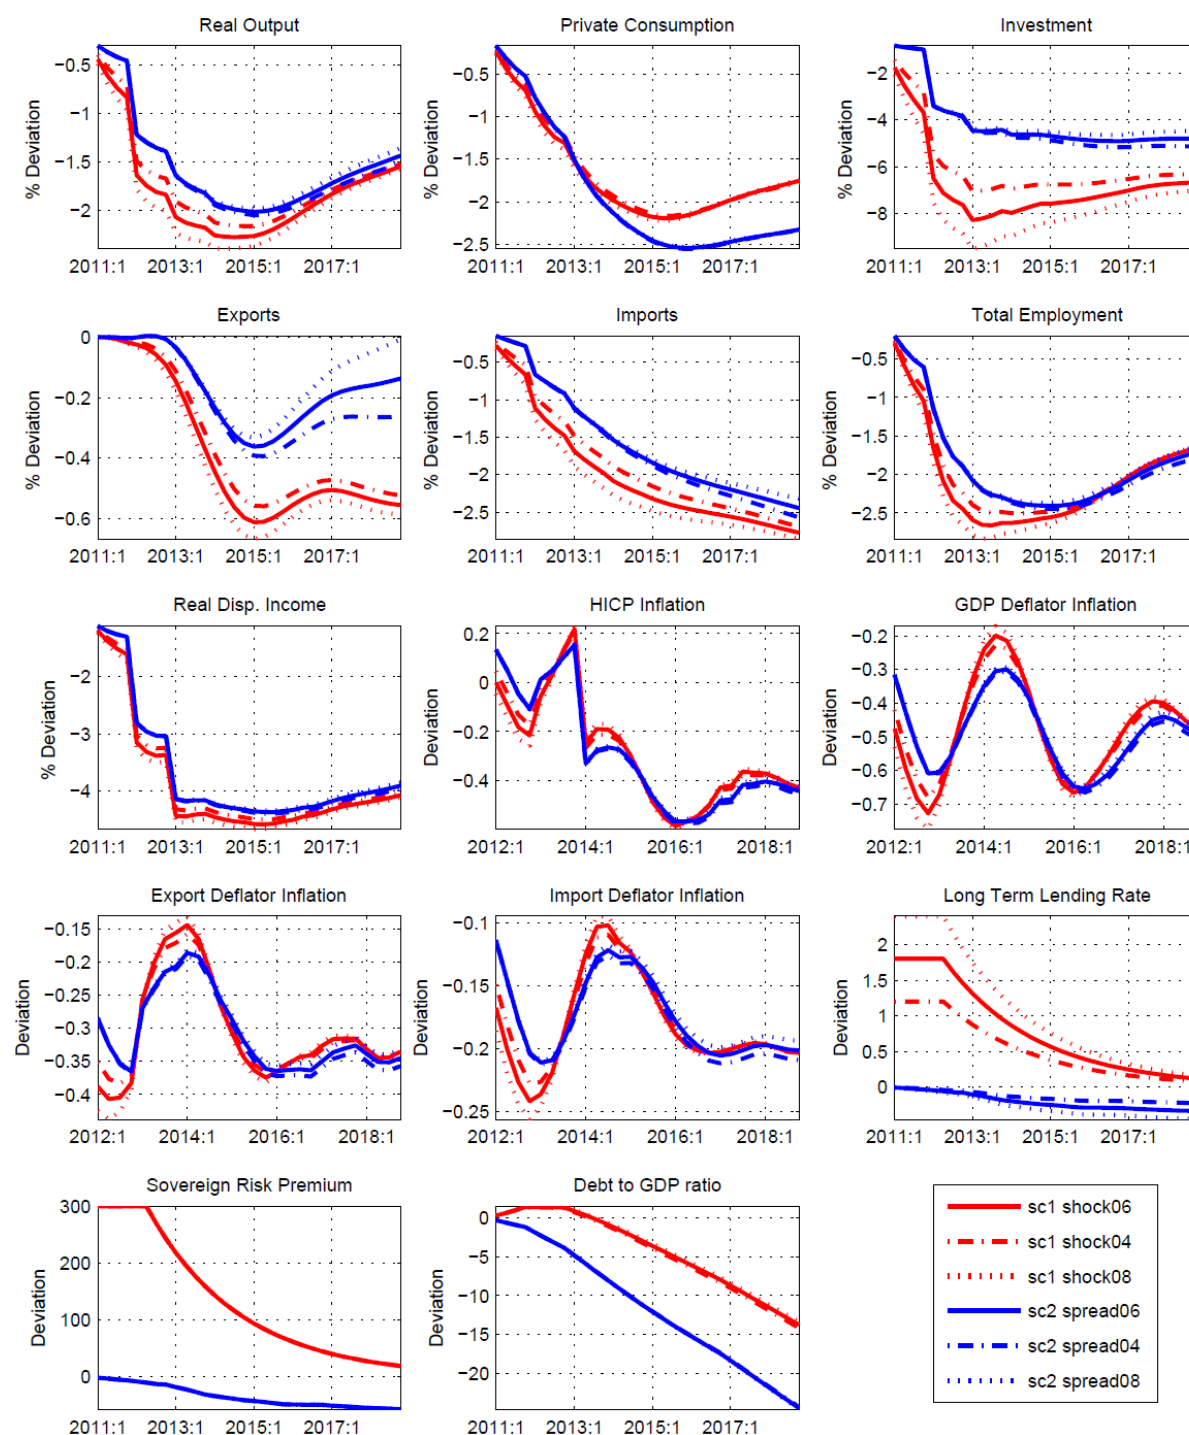 Real Output
Private Consumption
Investment
% Deviation
−0.5
−1
−1.5
−2
2011:1 2013:1 2015:1 2017:1
% Deviation
−0.5
−1
−1.5
−2
−2.5
2011:1 2013:1 2015:1 2017:1
% Deviation
−2
−4
−6
−8
2011:1 2013:1 2015:1 2017:1
Exports
Imports
Total Employment
% Deviation
0
−0.2
−0.4
−0.6
2011:1 2013:1 2015:1 2017:1
% Deviation
−0.5
−1
−1.5
−2
−2.5
2011:1 2013:1 2015:1 2017:1
% Deviation
−0.5
−1
−1.5
−2
−2.5
2011:1 2013:1 2015:1 2017:1
Real Disp. Income
HICP Inflation
GDP Deflator Inflation
% Deviation
−2
−3
−4
2011:1 2013:1 2015:1 2017:1
Deviation
0.2
0
−0.2
−0.4
2012:1 2014:1 2016:1 2018:1
Deviation
−0.2
−0.3
−0.4
−0.5
−0.6
−0.7
2012:1 2014:1 2016:1 2018:1
Export Deflator Inflation
Import Deflator Inflation
Long Term Lending Rate
Deviation
−0.15
−0.2
−0.25
−0.3
−0.35
−0.4
2012:1 2014:1 2016:1 2018:1
Deviation
−0.1
−0.15
−0.2
−0.25
2012:1 2014:1 2016:1 2018:1
Deviation
2
1.5
1
0.5
0
2011:1 2013:1 2015:1 2017:1
Sovereign Risk Premium
Debt to GDP ratio
Deviation
300
200
100
0
2011:1 2013:1 2015:1 2017:1
Deviation
0
−5
−10
−15
−20
2011:1 2013:1 2015:1 2017:1
sc1 shock06
sc1 shock04
sc1 shock08
sc2 spread06
sc2 spread04
sc2 spread08